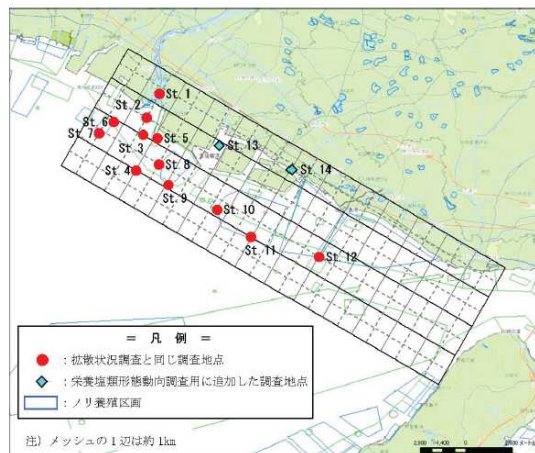 St. 1
St. 2
St. 6
St. 7
St. 5
St. 3
St. 13
St. 8
St. 4
St. 14
St. 9
St. 10
St. 11
St. 12
＝ 凡 例 ＝
：拡散状況調査と同じ調査地点
：栄養塩類形態動向調査用に追加した調査地点
：ノリ養殖区画
注) メッシュの1辺は約1km